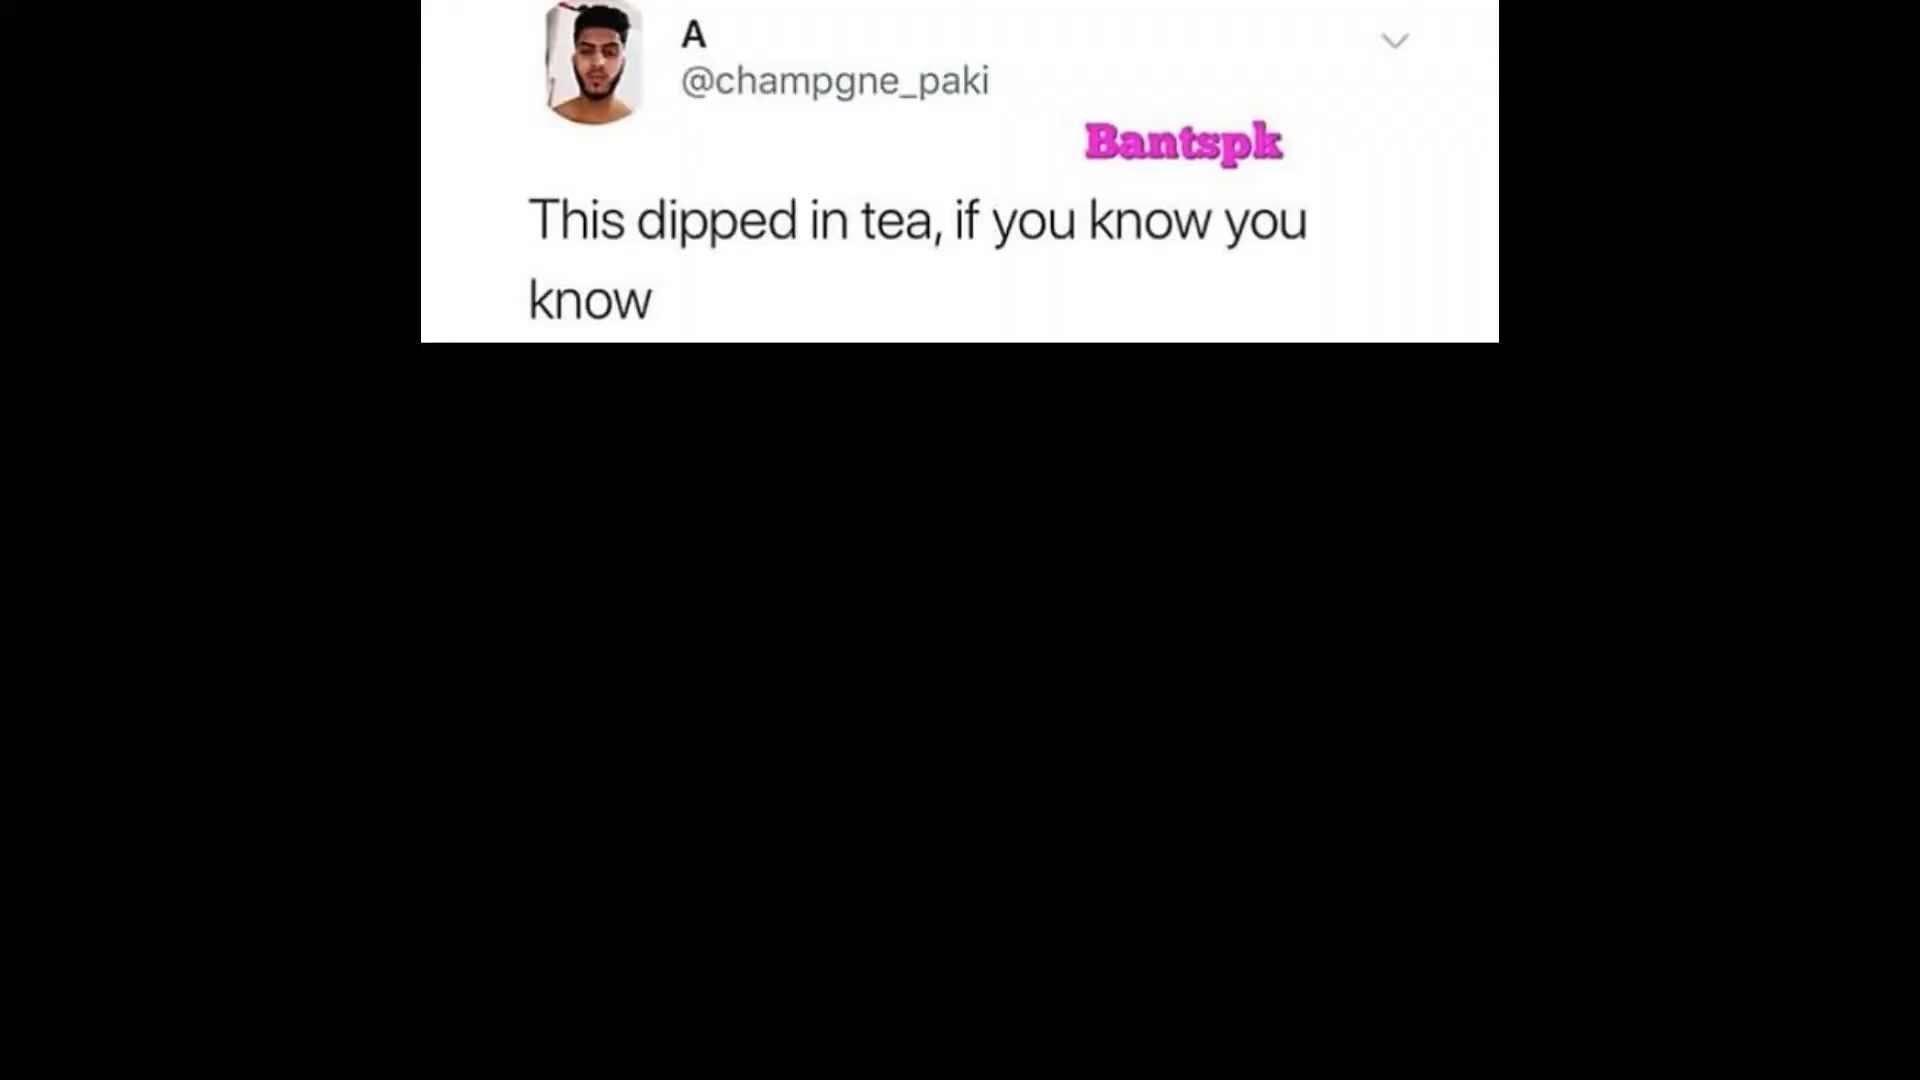 A
@champgne_paki
Bantspk
This dipped in tea, if you know you
know